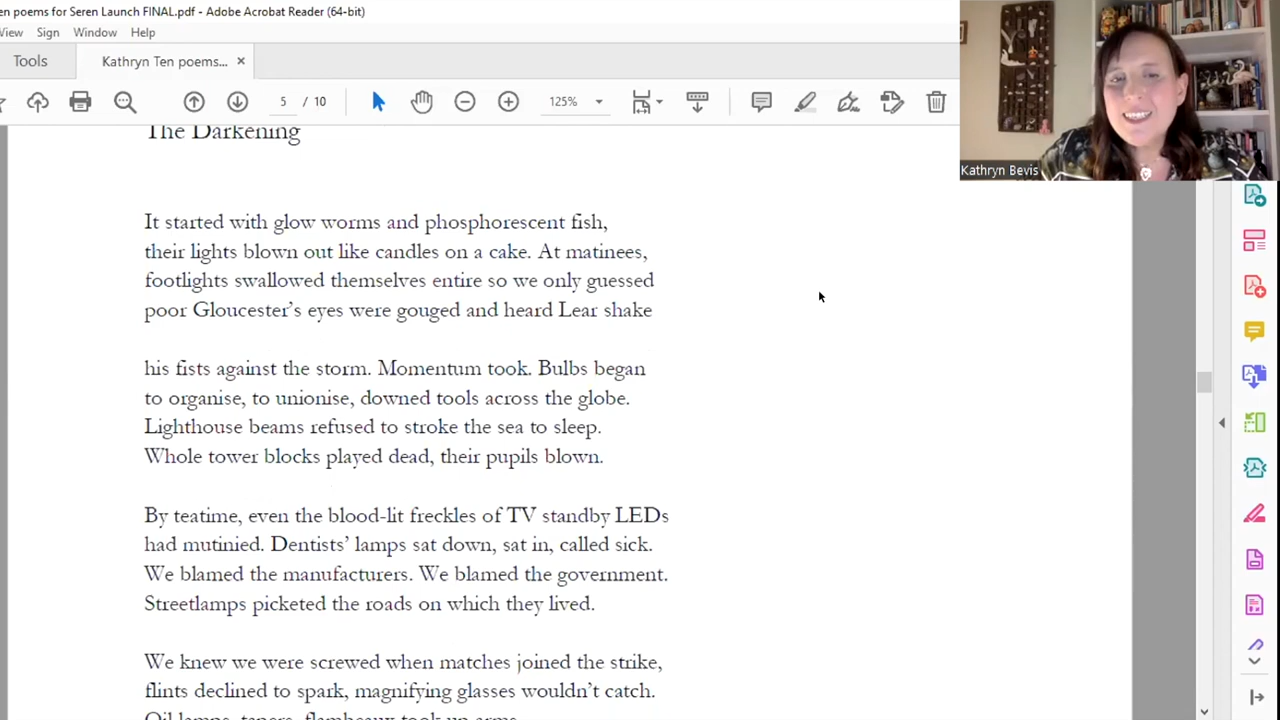 en poems for Seren Launch FINAL.pdf - Adobe Acrobat Reader (64-bit)
View Sign Window Help
Tools
Kathryn Ten poems... ×
5 / 10
125%
Kathryn Bevis
The Darkening
It started with glow worms and phosphorescent fish,
their lights blown out like candles on a cake. At matinees,
footlights swallowed themselves entire so we only guessed
poor Gloucester's eyes were gouged and heard Lear shake
his fists against the storm. Momentum took. Bulbs began
to organise, to unionise, downed tools across the globe.
Lighthouse beams refused to stroke the sea to sleep.
Whole tower blocks played dead, their pupils blown.
By teatime, even the blood-lit freckles of TV standby LEDs
had mutinied. Dentists' lamps sat down, sat in, called sick.
We blamed the manufacturers. We blamed the government.
Streetlamps picketed the roads on which they lived.
We knew we were screwed when matches joined the strike,
flints declined to spark, magnifying glasses wouldn't catch.
Oil lamps, tapers, flambeaux took up arms